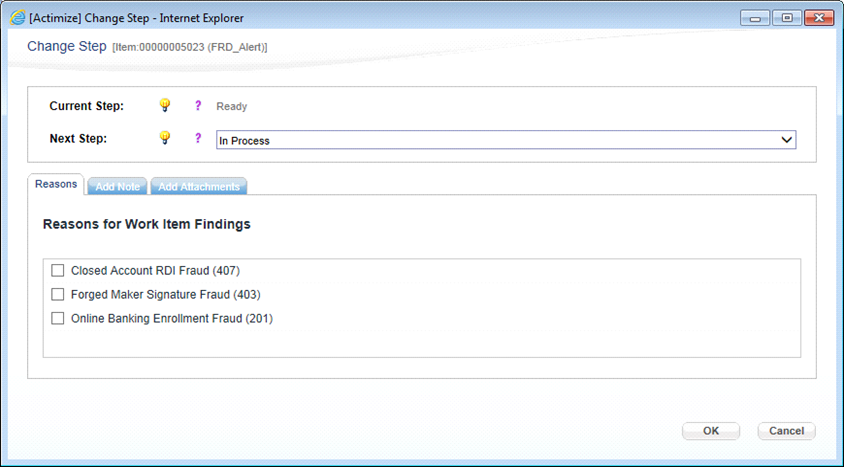 [Actimize] Change Step - Internet Explorer
Change Step [Item:00000005023 (FRD_Alert)]
Current Step: ? Ready
Next Step: ? In Process
Reasons Add Note Add Attachments
Reasons for Work Item Findings
Closed Account RDI Fraud (407)
Forged Maker Signature Fraud (403)
Online Banking Enrollment Fraud (201)
OK Cancel